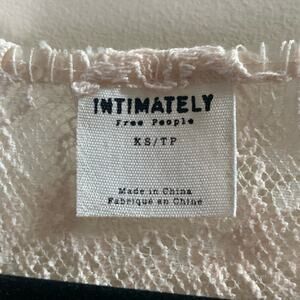 INTIMATELY
Free People
XS/TP
Made in China
Fabriqué en Chine